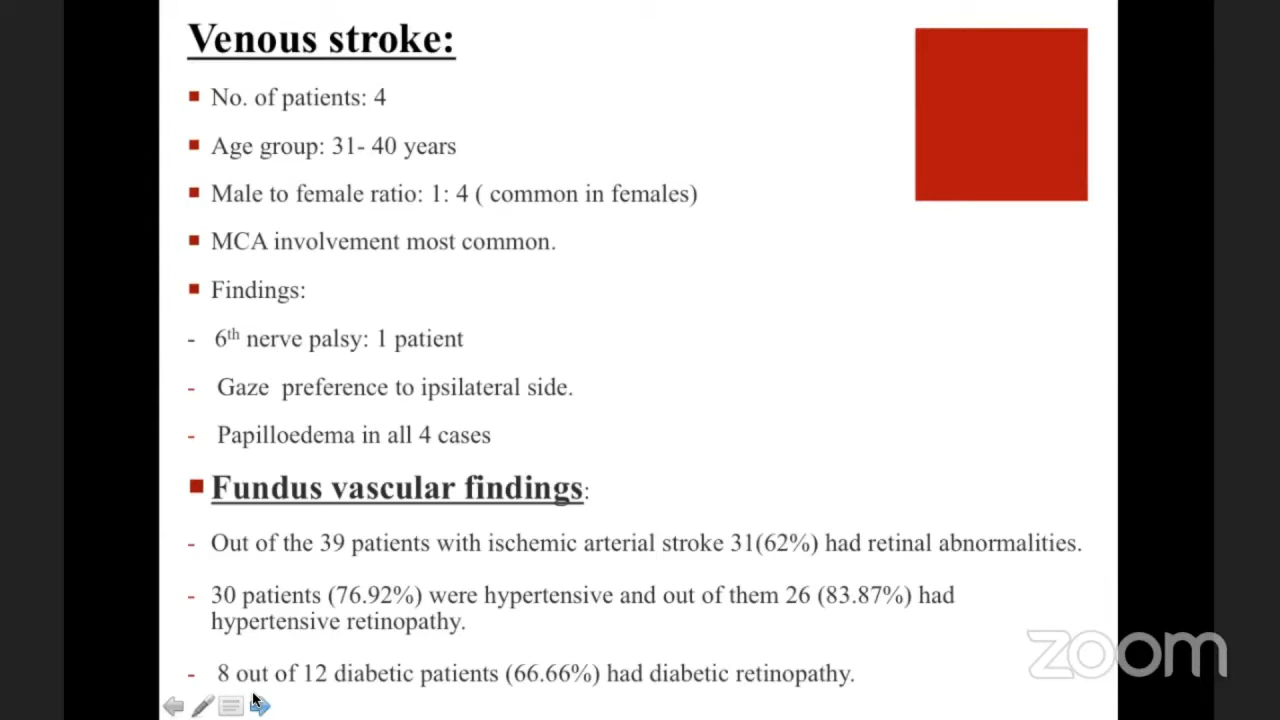 Venous stroke:
No. of patients: 4
Age group: 31- 40 years
Male to female ratio: 1: 4 ( common in females)
MCA involvement most common.
Findings:
- 6th nerve palsy: 1 patient
- Gaze preference to ipsilateral side.
- Papilloedema in all 4 cases
Fundus vascular findings:
- Out of the 39 patients with ischemic arterial stroke 31(62%) had retinal abnormalities.
- 30 patients (76.92%) were hypertensive and out of them 26 (83.87%) had
hypertensive retinopathy.
- 8 out of 12 diabetic patients (66.66%) had diabetic retinopathy.
zoom